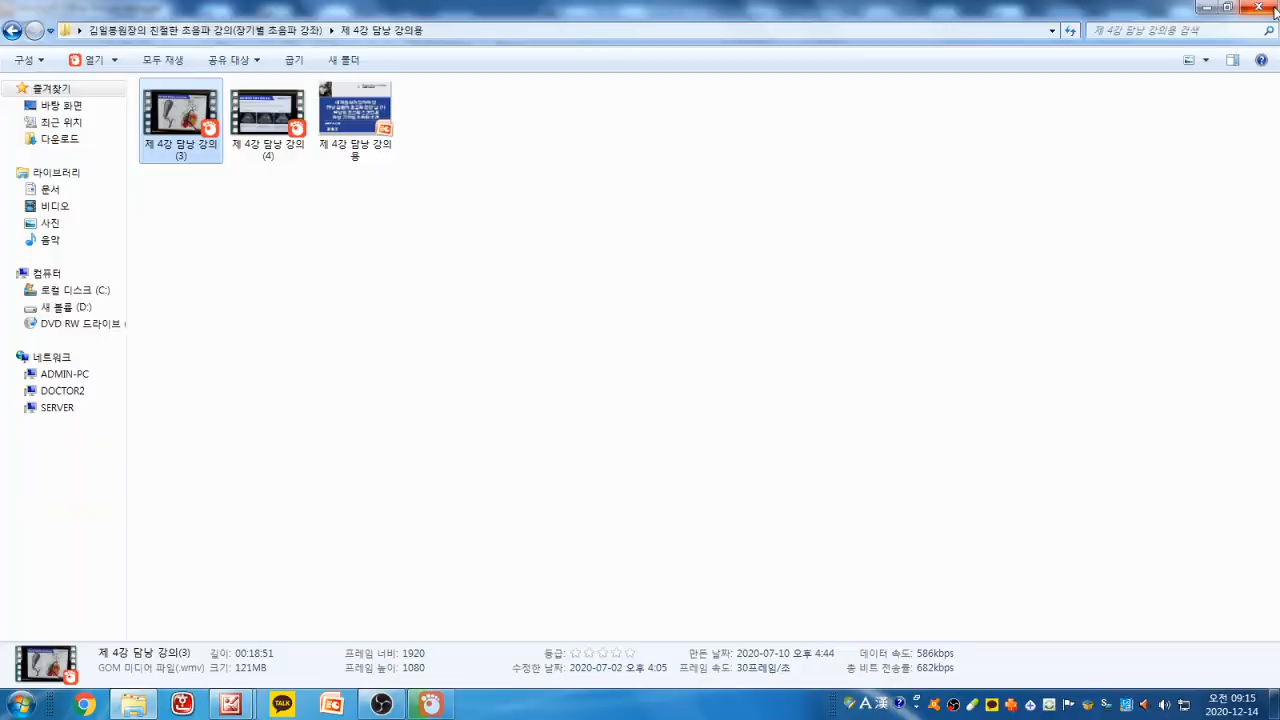 김일봉원장의 친절한 초음파 강의(장기별 초음파 강좌) 제 4강 담낭 강의용
제 4강 담낭 강의용 검색
구성 열기 모두 재생 공유 대상 굽기 새 폴더
즐겨찾기
바탕 화면
최근 위치
다운로드
라이브러리
문서
비디오
사진
음악
컴퓨터
로컬 디스크 (C:)
새 볼륨 (D:)
DVD RW 드라이브 (
네트워크
ADMIN-PC
DOCTOR2
SERVER
제 4강 담낭 강의
(3)
제 4강 담낭 강의
(4)
제 4강 담낭 강의
용
제 4강 담낭 강의(3) 길이: 00:18:51 프레임 너비: 1920 등급: 만든 날짜: 2020-07-10 오후 4:44 데이터 속도: 586kbps
GOM 미디어 파일(.wmv) 크기: 121MB 프레임 높이: 1080 수정한 날짜: 2020-07-02 오후 4:05 프레임 속도: 30프레임/초 총 비트 전송률: 682kbps
TALK
A 漢
오전 09:15
2020-12-14